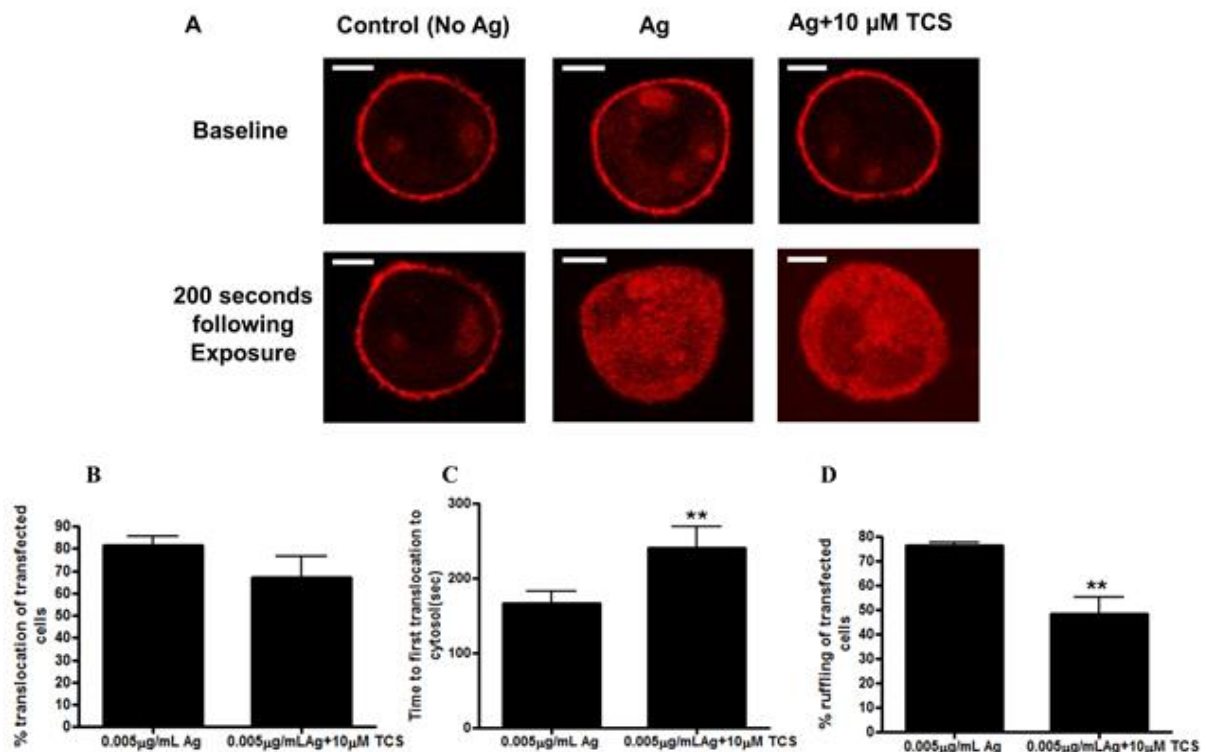 A
Control (No Ag)
Ag
Ag+10 µM TCS
Baseline
200 seconds
following
Exposure
B
% translocation of transfected
cells
90
80
70
60
50
40
30
20
10
0
0.005µg/mL Ag
0.005µg/mLAg+10µM TCS
C
Time to first translocation to
cytosol(sec)
300
200
100
0
**
0.005µg/mL Ag
0.005µg/mLAg+10µM TCS
D
% ruffling of transfected
cells
80
70
60
50
40
30
20
10
0
**
0.005µg/mL Ag
0.005µg/mLAg+10µM TCS